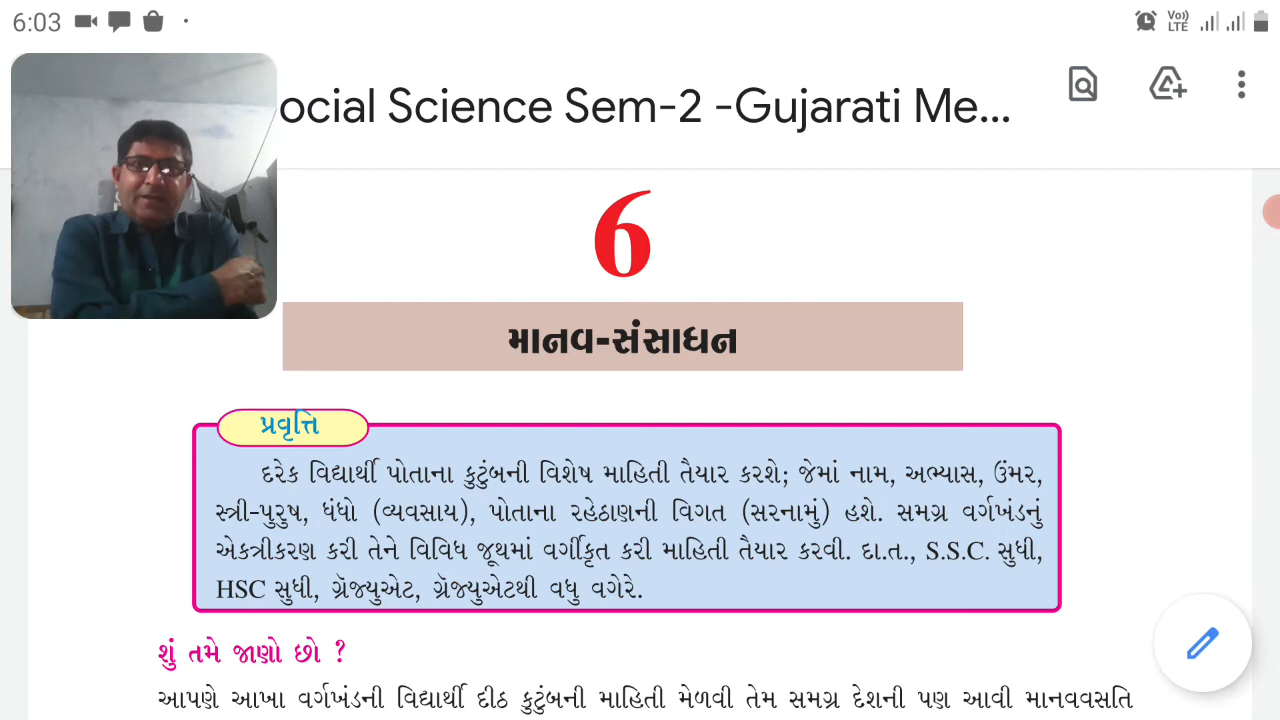 6:03
Vo))
LTE
ocial Science Sem-2 -Gujarati Me...
6
માનવ-સંસાધન
પ્રવૃત્તિ
દરેક વિદ્યાર્થી પોતાના કુટુંબની વિશેષ માહિતી તૈયાર કરશે; જેમાં નામ, અભ્યાસ, ઉંમર,
સ્ત્રી-પુરુષ, ધંધો (વ્યવસાય), પોતાના રહેઠાણની વિગત (સરનામું) હશે. સમગ્ર વર્ગખંડનું
એકત્રીકરણ કરી તેને વિવિધ જૂથમાં વર્ગીકૃત કરી માહિતી તૈયાર કરવી. દા.ત., S.S.C. સુધી,
HSC સુધી, ગ્રૅજ્યુએટ, ગ્રૅજ્યુએટથી વધુ વગેરે.
શું તમે જાણો છો ?
આપણે આખા વર્ગખંડની વિદ્યાર્થી દીઠ કુટુંબની માહિતી મેળવી તેમ સમગ્ર દેશની પણ આવી માનવવસતિ